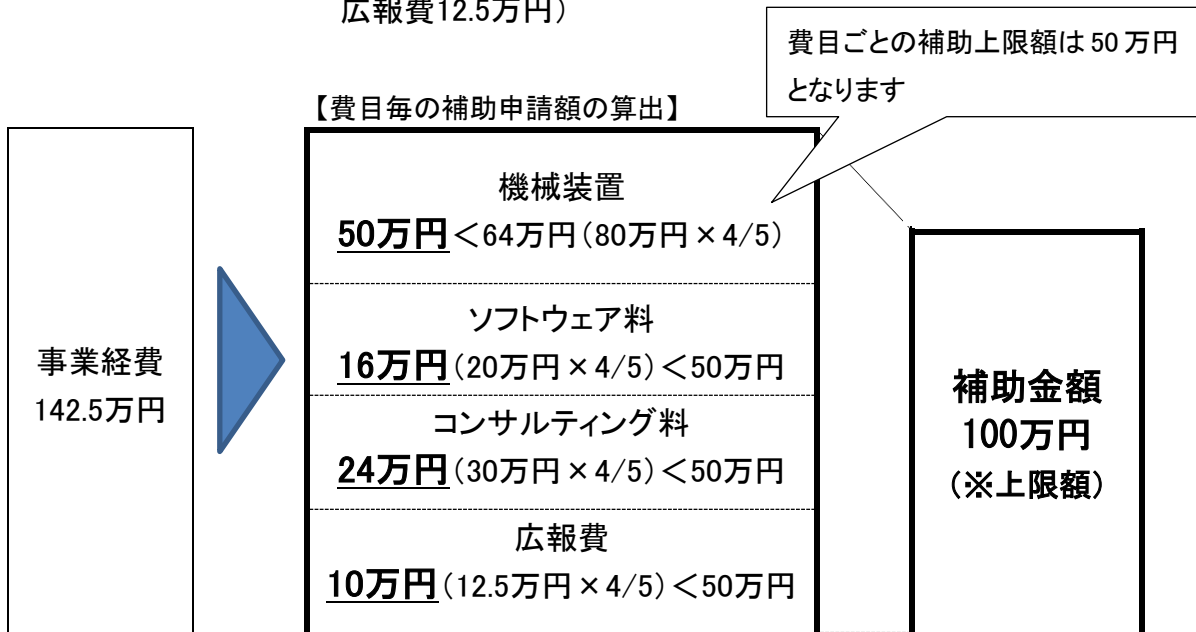 広報費12.5万円）
費目ごとの補助上限額は50万円
となります
【費目毎の補助申請額の算出】
事業経費
142.5万円
機械装置
50万円＜64万円（80万円×4/5）
ソフトウェア料
16万円（20万円×4/5）＜50万円
コンサルティング料
24万円（30万円×4/5）＜50万円
広報費
10万円（12.5万円×4/5）＜50万円
補助金額
100万円
（※上限額）